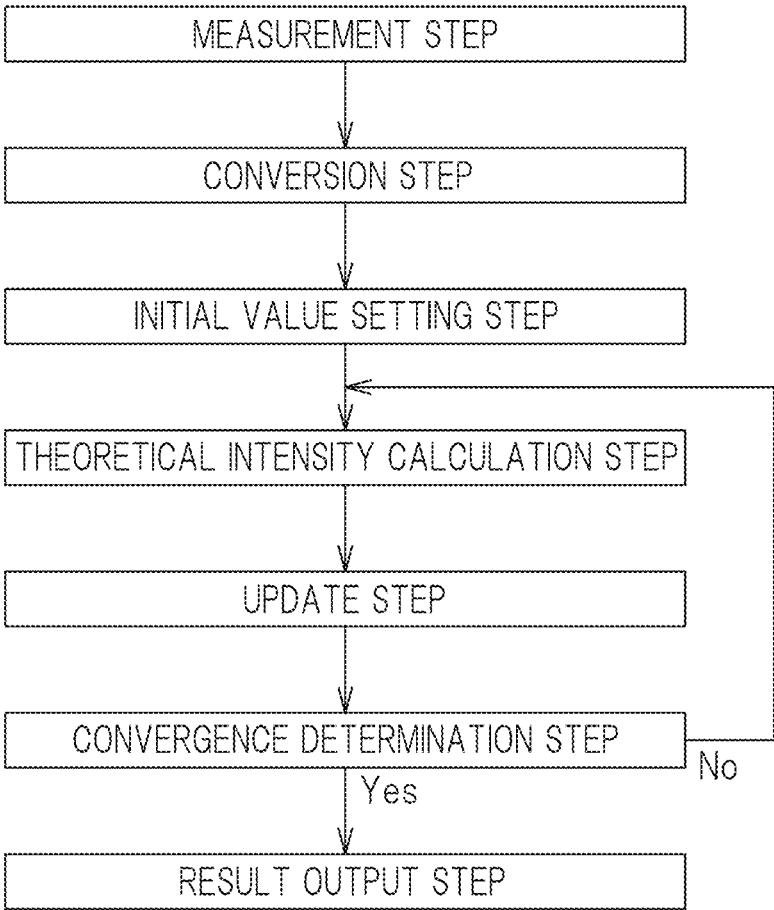 MEASUREMENT STEP
CONVERSION STEP
INITIAL VALUE SETTING STEP
THEORETICAL INTENSITY CALCULATION STEP
UPDATE STEP
CONVERGENCE DETERMINATION STEP
No
Yes
RESULT OUTPUT STEP